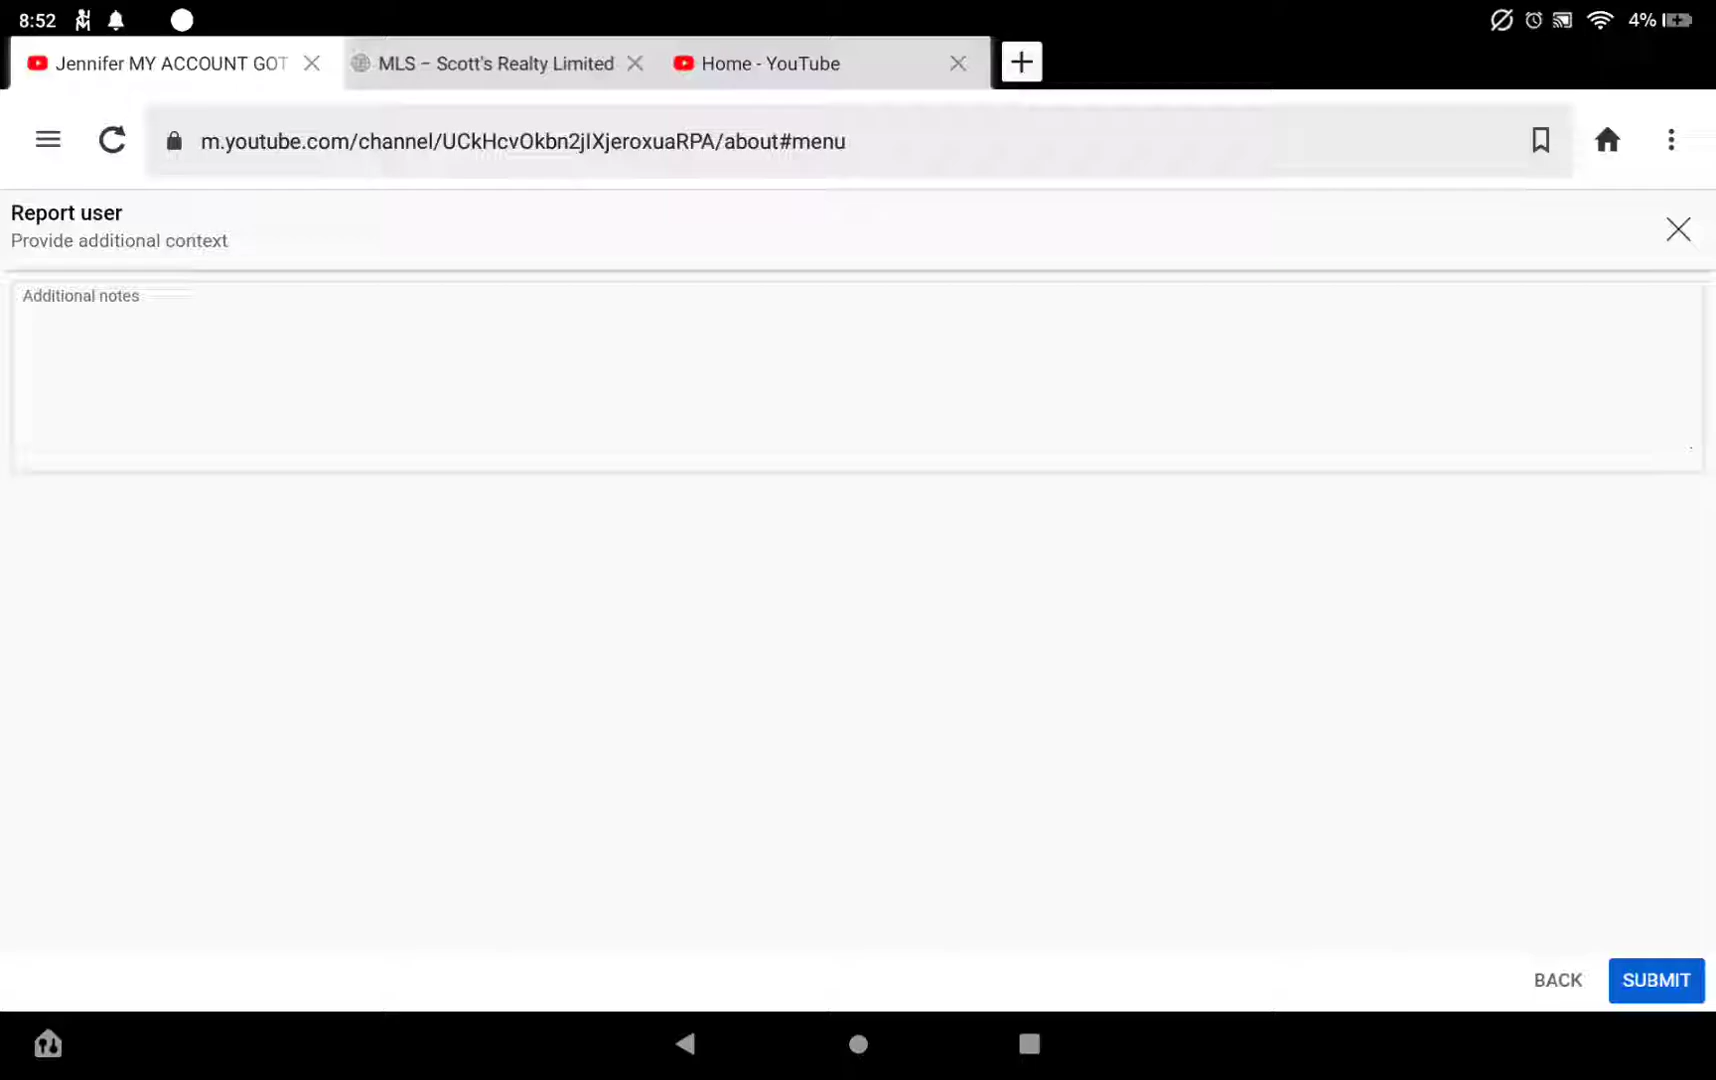 8:52
4%
Jennifer MY ACCOUNT GOT
MLS – Scott's Realty Limited
Home - YouTube
m.youtube.com/channel/UCkHcvOkbn2jIXjeroxuaRPA/about#menu
Report user
Provide additional context
Additional notes
BACK
SUBMIT